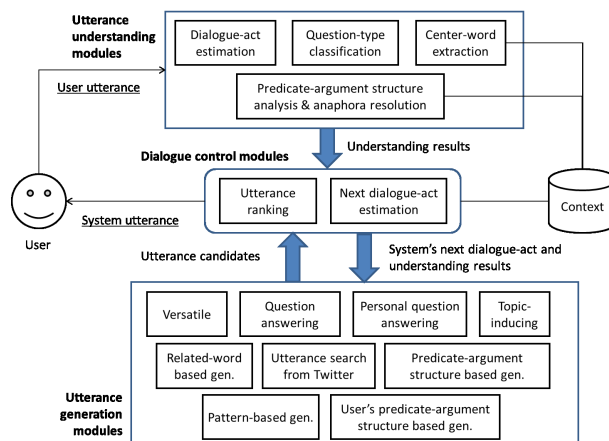 Utterance
understanding
modules
Dialogue-act
estimation
Question-type
classification
Center-word
extraction
Predicate-argument structure
analysis & anaphora resolution
User utterance
Understanding results
Dialogue control modules
Utterance
ranking
Next dialogue-act
estimation
User
System utterance
Context
Utterance candidates
System's next dialogue-act and
understanding results
Versatile
Question
answering
Personal question
answering
Topic-
inducing
Related-word
based gen.
Utterance search
from Twitter
Predicate-argument
structure based gen.
Utterance
generation
modules
Pattern-based gen.
User's predicate-argument
structure based gen.